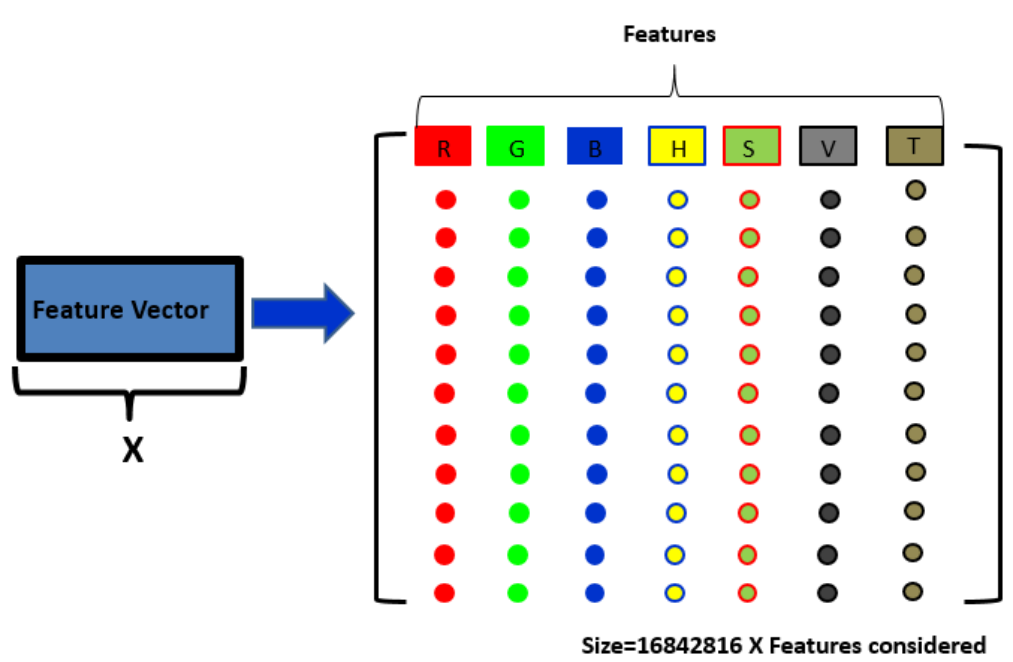 Features
R G B H S V T
Feature Vector
X
Size=16842816 X Features considered